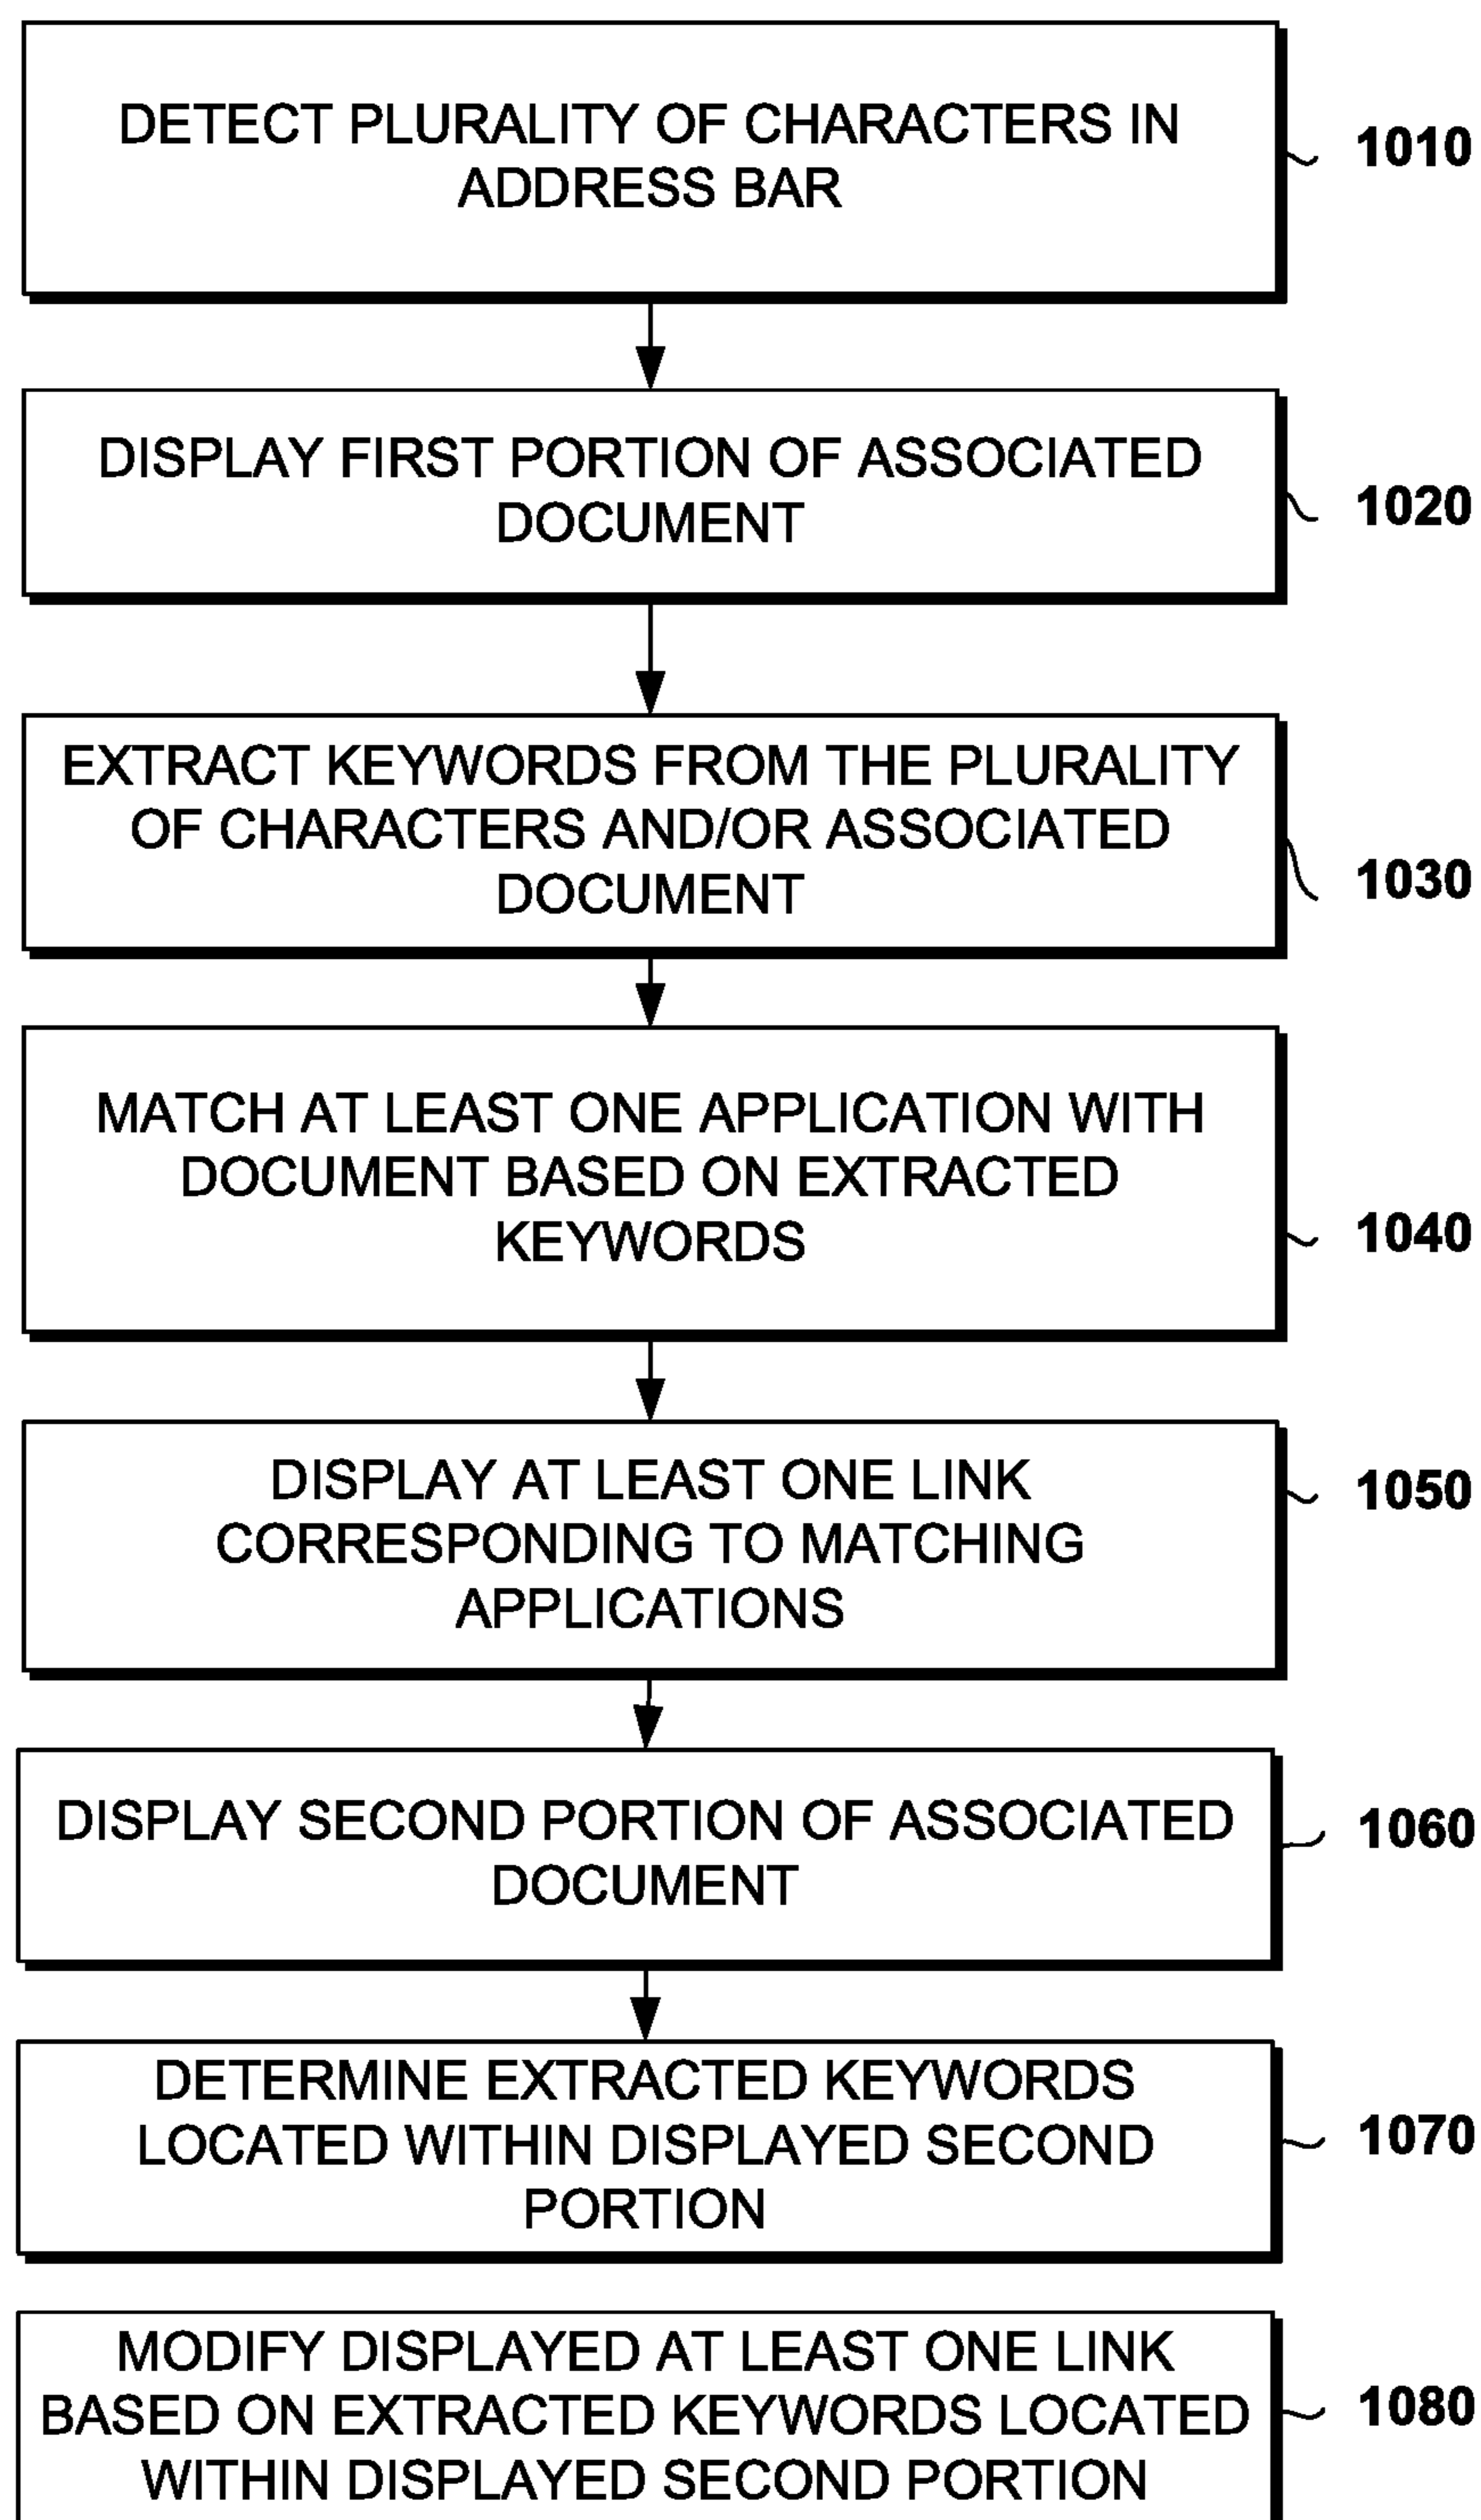 DETECT PLURALITY OF CHARACTERS IN
ADDRESS BAR
1010
DISPLAY FIRST PORTION OF ASSOCIATED
DOCUMENT
1020
EXTRACT KEYWORDS FROM THE PLURALITY
OF CHARACTERS AND/OR ASSOCIATED
DOCUMENT
1030
MATCH AT LEAST ONE APPLICATION WITH
DOCUMENT BASED ON EXTRACTED
KEYWORDS
1040
DISPLAY AT LEAST ONE LINK
CORRESPONDING TO MATCHING
APPLICATIONS
1050
DISPLAY SECOND PORTION OF ASSOCIATED
DOCUMENT
1060
DETERMINE EXTRACTED KEYWORDS
LOCATED WITHIN DISPLAYED SECOND
PORTION
1070
MODIFY DISPLAYED AT LEAST ONE LINK
BASED ON EXTRACTED KEYWORDS LOCATED
WITHIN DISPLAYED SECOND PORTION
1080